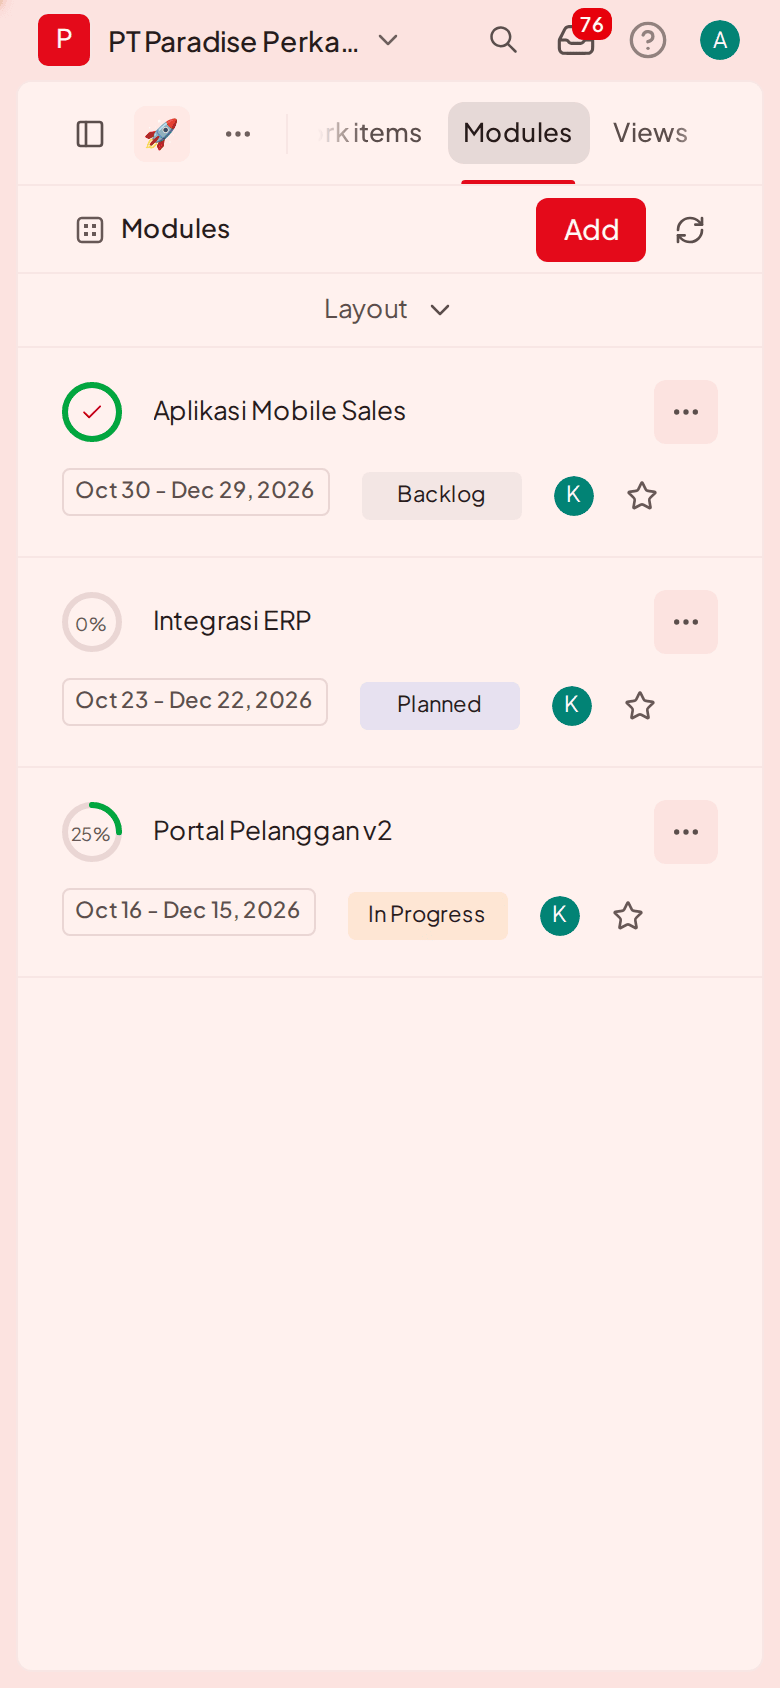 P
PT Paradise Perka...
76
A
items
Modules
Views
Modules
Add
Layout
Aplikasi Mobile Sales
Oct 30 - Dec 29, 2026
Backlog
K
0%
Integrasi ERP
Oct 23 - Dec 22, 2026
Planned
K
25%
Portal Pelanggan v2
Oct 16 - Dec 15, 2026
In Progress
K